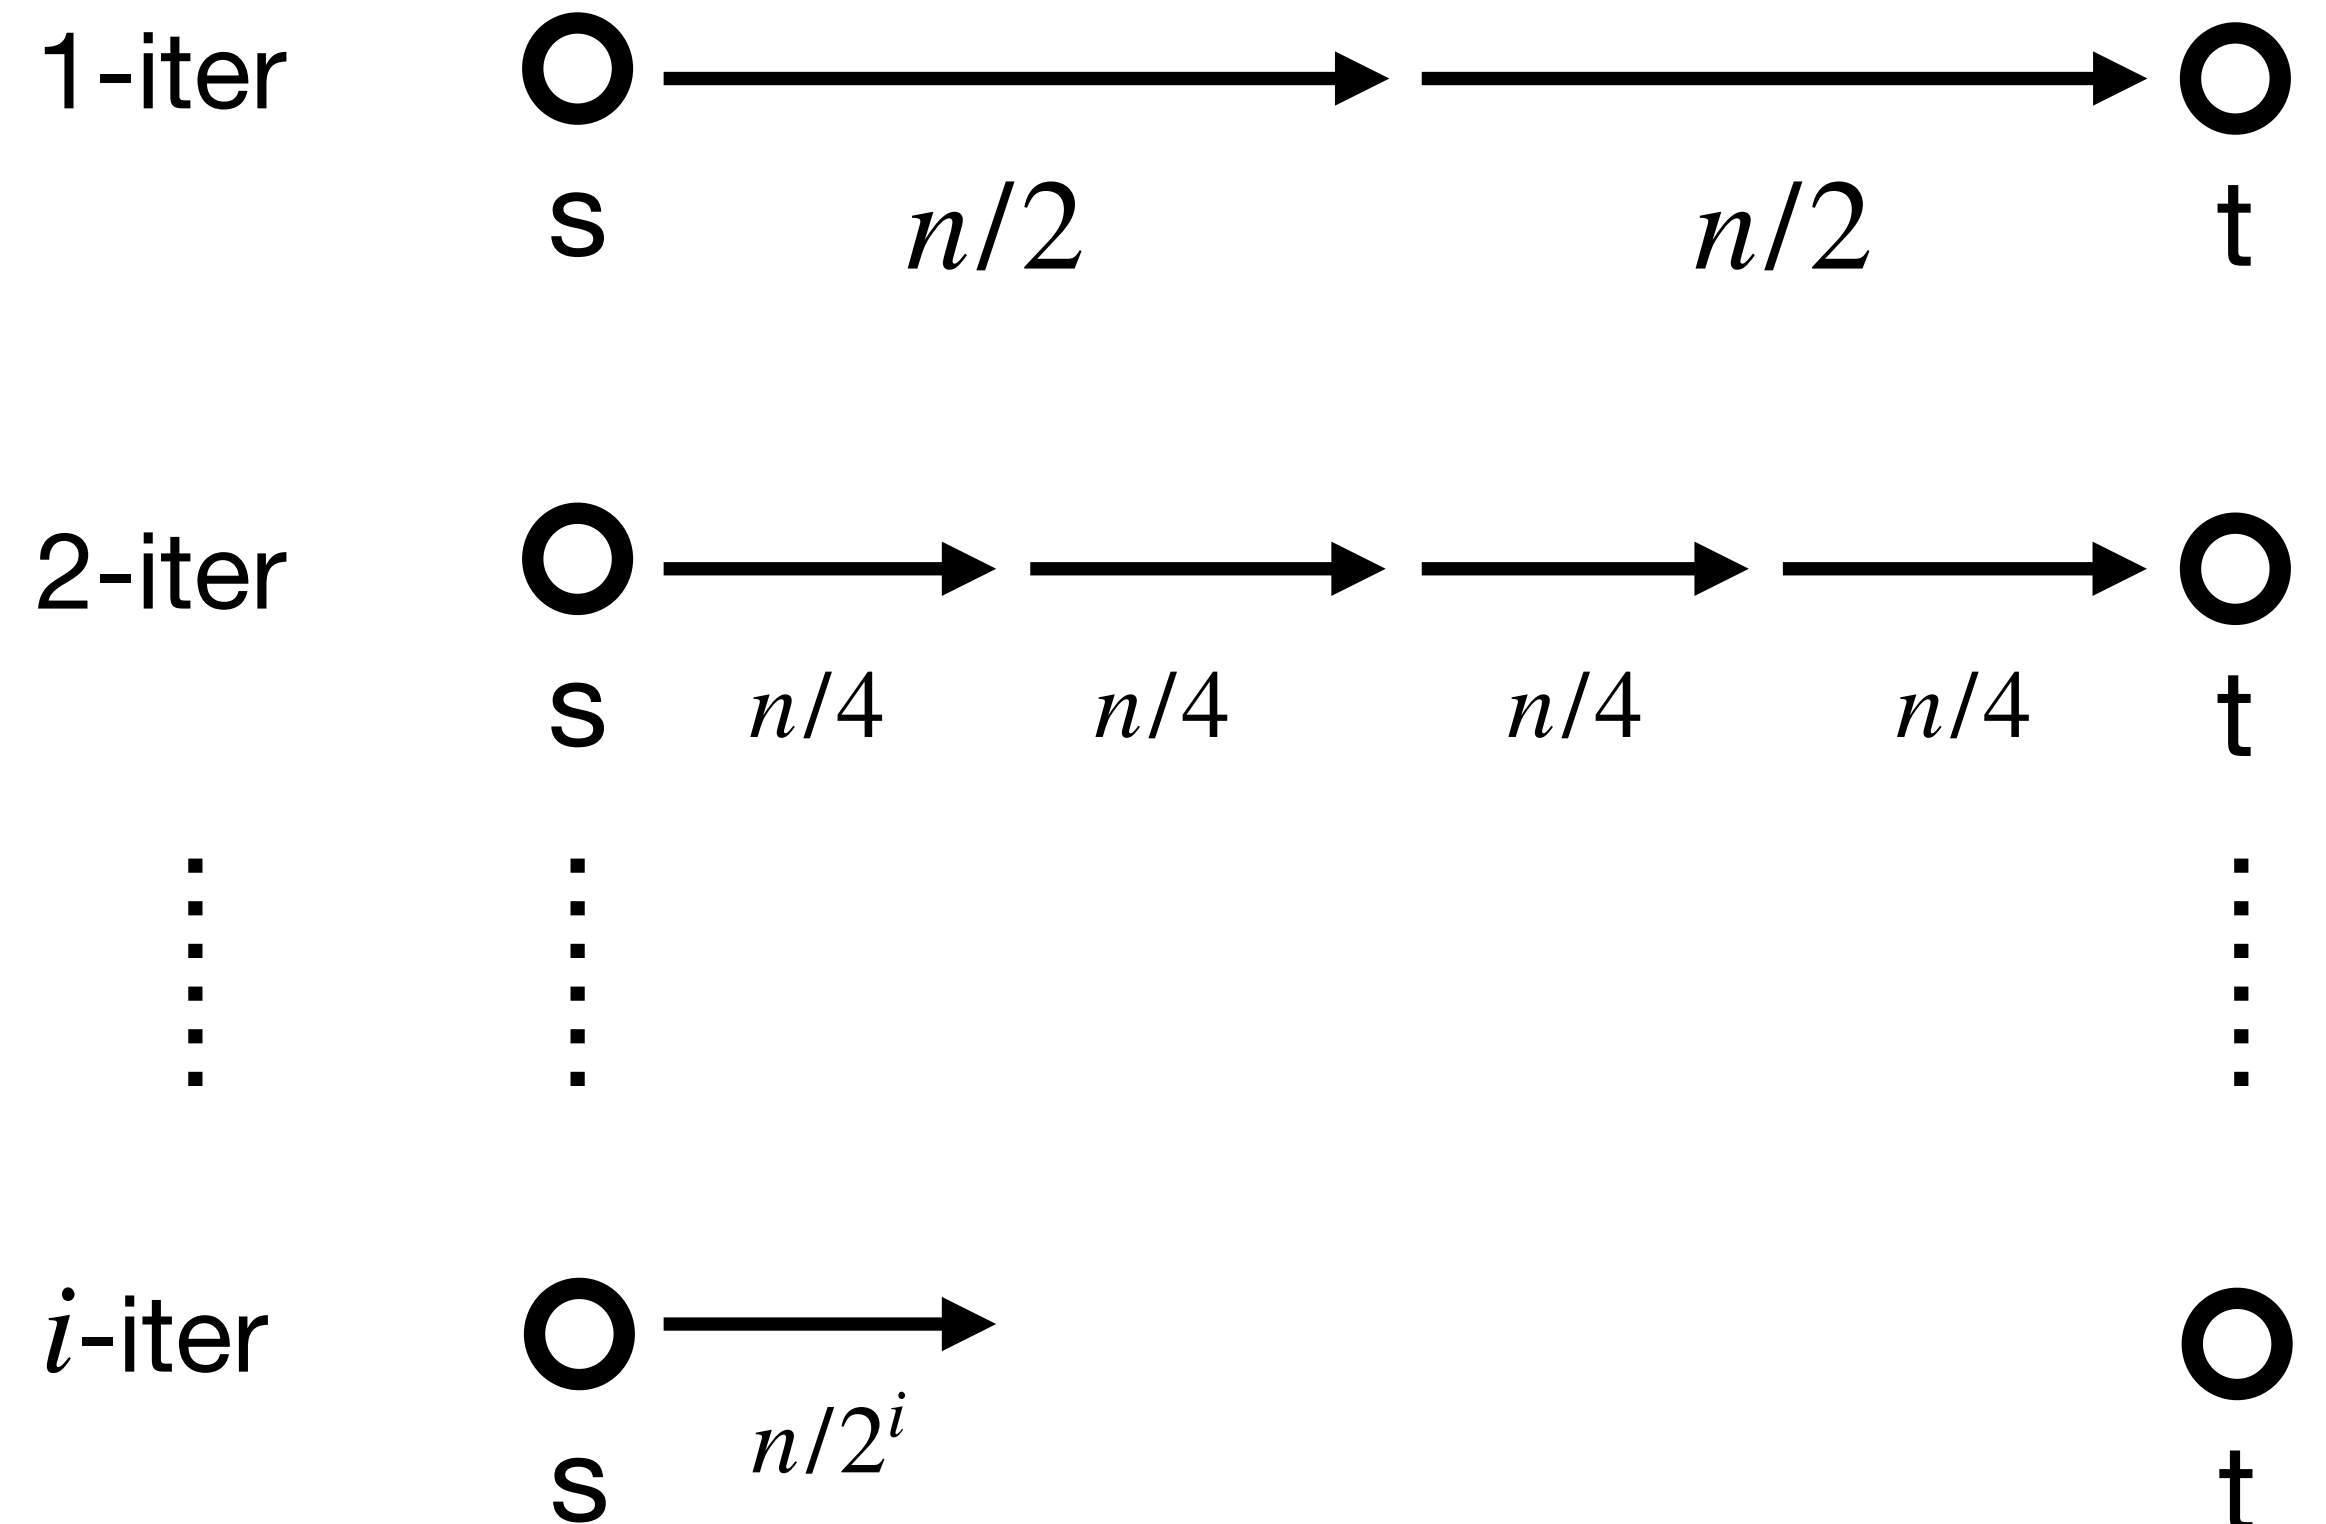 1-iter
s n/2 n/2 t
2-iter
s n/4 n/4 n/4 n/4 t
i-iter
s n/2^i t